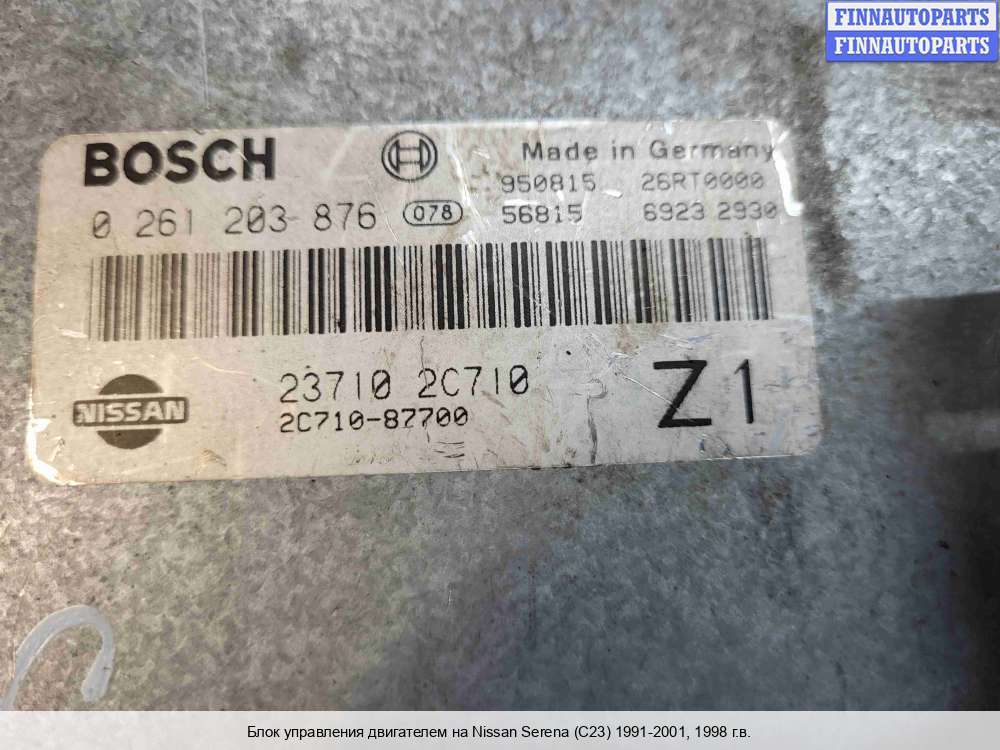 FINNAUTOPARTS
FINNAUTOPARTS
BOSCH H Made in Germany
950815 26RT0000
0 261 203 876 078 56815 6923 2930
23710 2C710 Z1
NISSAN 2C710-87700
Блок управления двигателем на Nissan Serena (C23) 1991-2001, 1998 г.в.